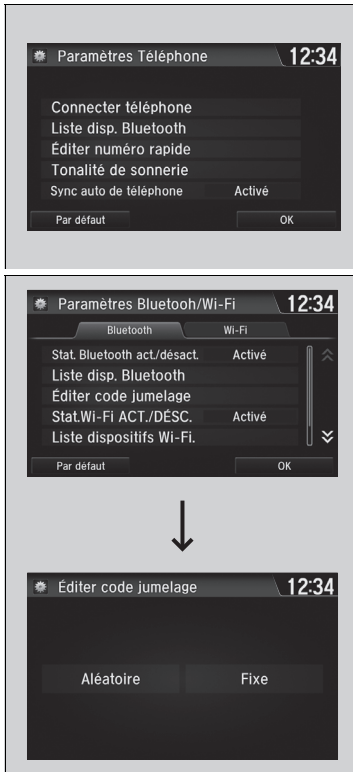 Paramètres Téléphone 12:34
Connecter téléphone
Liste disp. Bluetooth
Éditer numéro rapide
Tonalité de sonnerie
Sync auto de téléphone Activé
Par défaut OK
Paramètres Bluetooh/Wi-Fi 12:34
Bluetooth Wi-Fi
Stat. Bluetooth act./désact. Activé
Liste disp. Bluetooth
Éditer code jumelage
Stat.Wi-Fi ACT./DÉSC. Activé
Liste dispositifs Wi-Fi.
Par défaut OK
Éditer code jumelage 12:34
Aléatoire Fixe